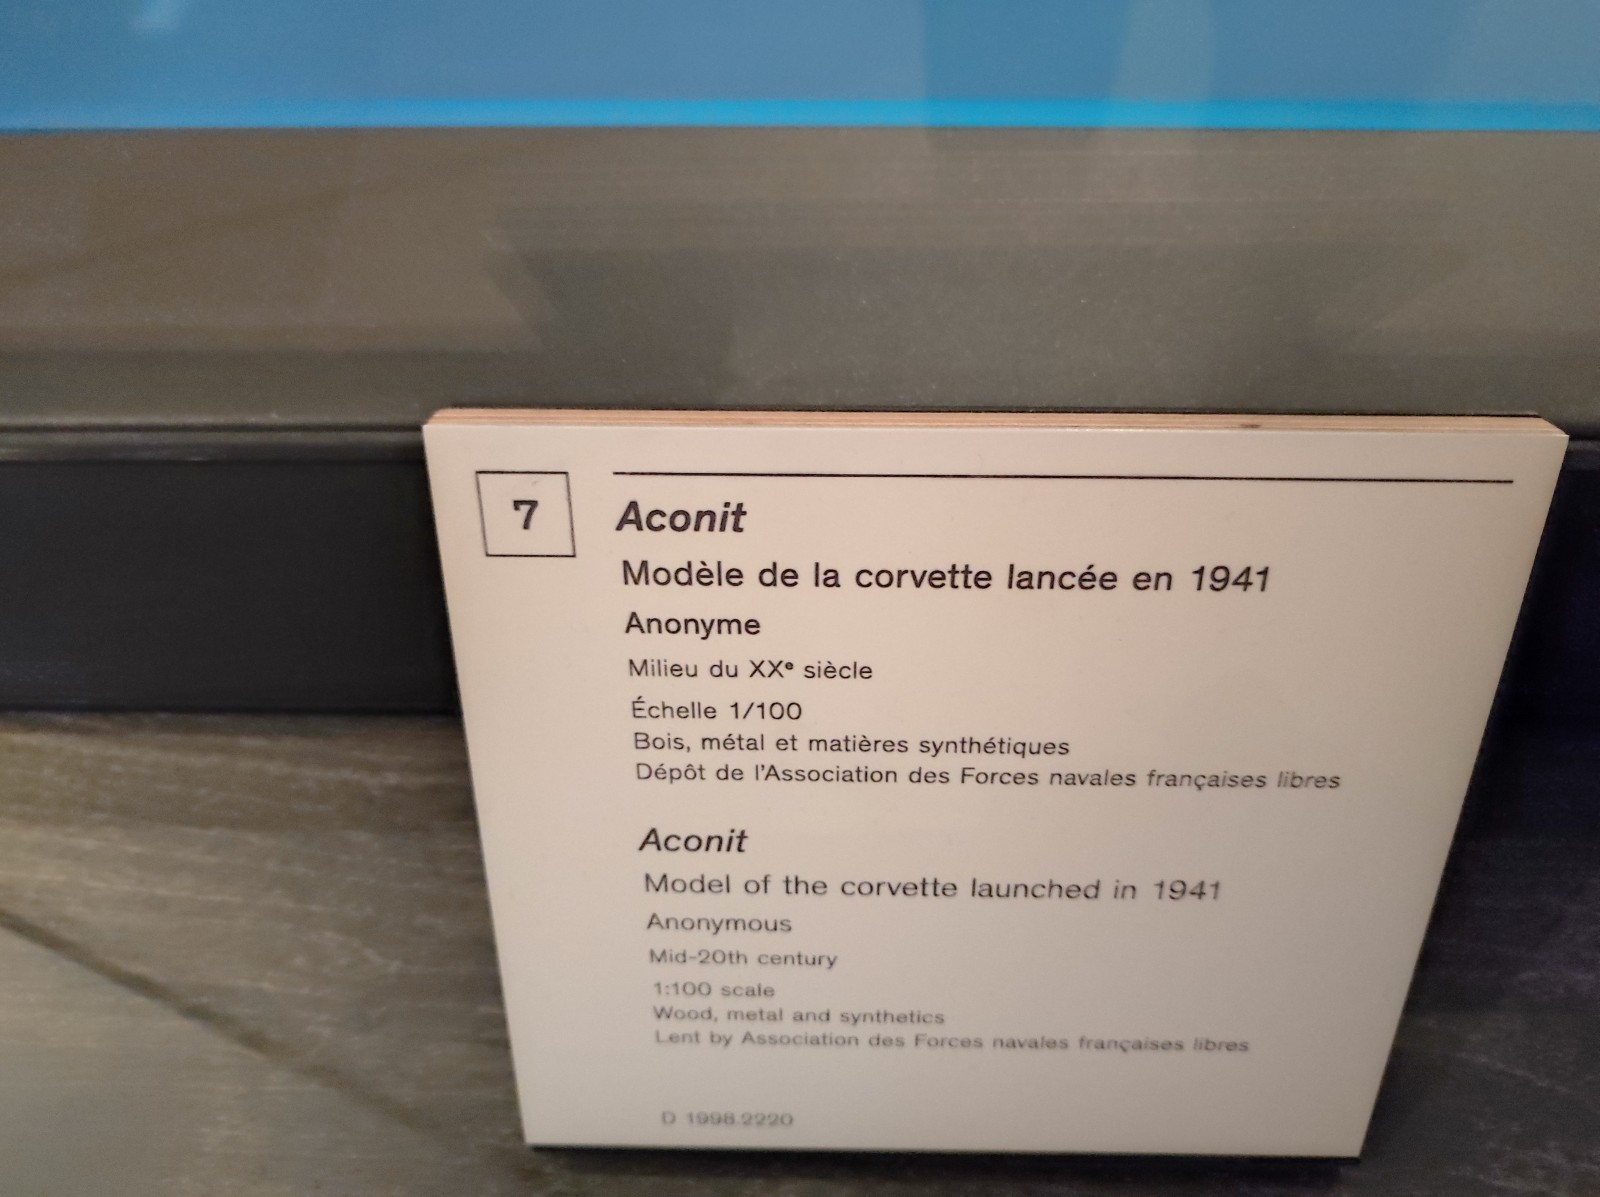 7
Aconit
Modèle de la corvette lancée en 1941
Anonyme
Milieu du XXᵉ siècle
Échelle 1/100
Bois, métal et matières synthétiques
Dépôt de l'Association des Forces navales françaises libres
Aconit
Model of the corvette launched in 1941
Anonymous
Mid-20th century
1:100 scale
Wood, metal and synthetics
Lent by Association des Forces navales françaises libres
D 1998.2220